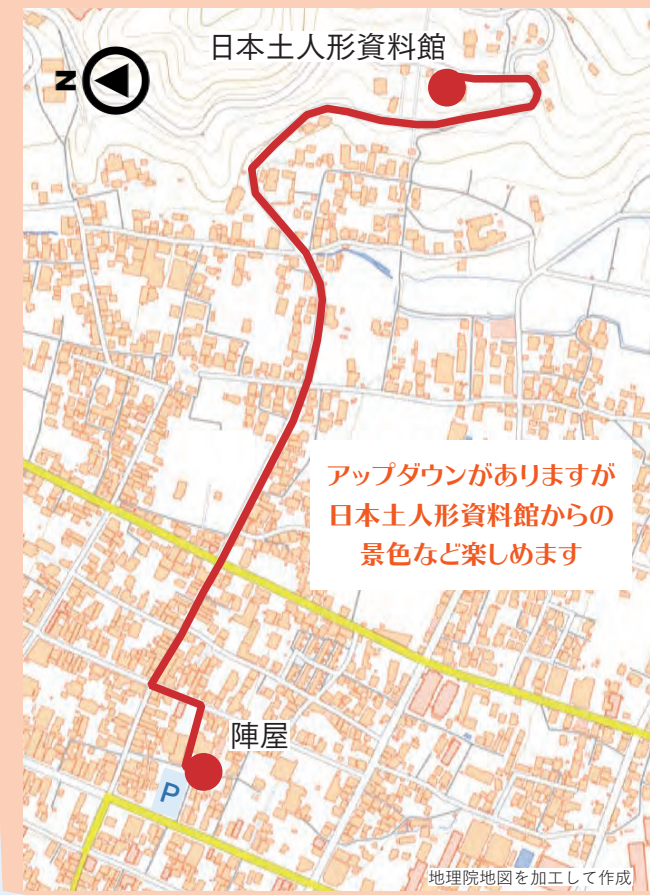 日本土人形資料館
N
アップダウンがありますが
日本土人形資料館からの
景色など楽しめます
陣屋
P
地理院地図を加工して作成